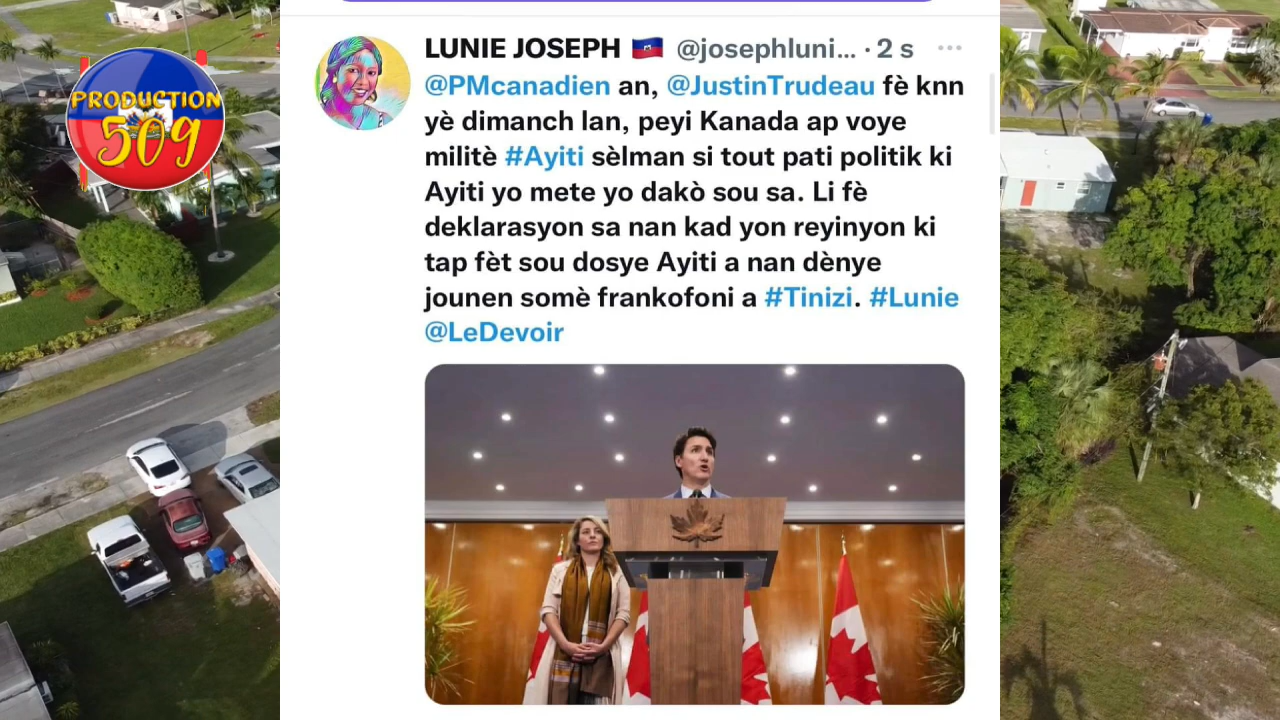 PRODUCTION
509
LUNIE JOSEPH @josephluni... · 2 s
@PMcanadien an, @JustinTrudeau fè knn
yè dimanch lan, peyi Kanada ap voye
militè #Ayiti sèlman si tout pati politik ki
Ayiti yo mete yo dakò sou sa. Li fè
deklarasyon sa nan kad yon reyinyon ki
tap fèt sou dosye Ayiti a nan dènye
jounen somè frankofoni a #Tinizi. #Lunie
@LeDevoir